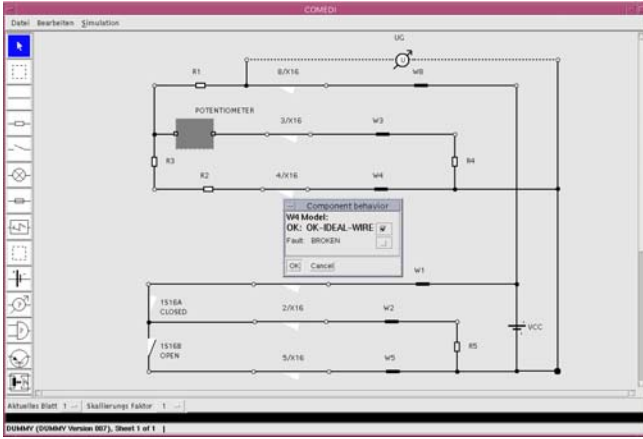 COMEDI
Datei Bearbeiten Simulation
UG
U
R1 8/X16 W8
POTENTIOMETER
3/X16 W3
R3 R4
R2 4/X16 W4
Component behavior
W4 Model:
OK: OK-IDEAL-WIRE
Fault: BROKEN
OK Cancel
W1
1S16A
CLOSED
2/X16 W2
VCC
1S16B
OPEN
R5
5/X16 W5
Aktuelles Blatt 1 Skallierungs Faktor 1
DUMMY (DUMMY Version 007), Sheet 1 of 1 |